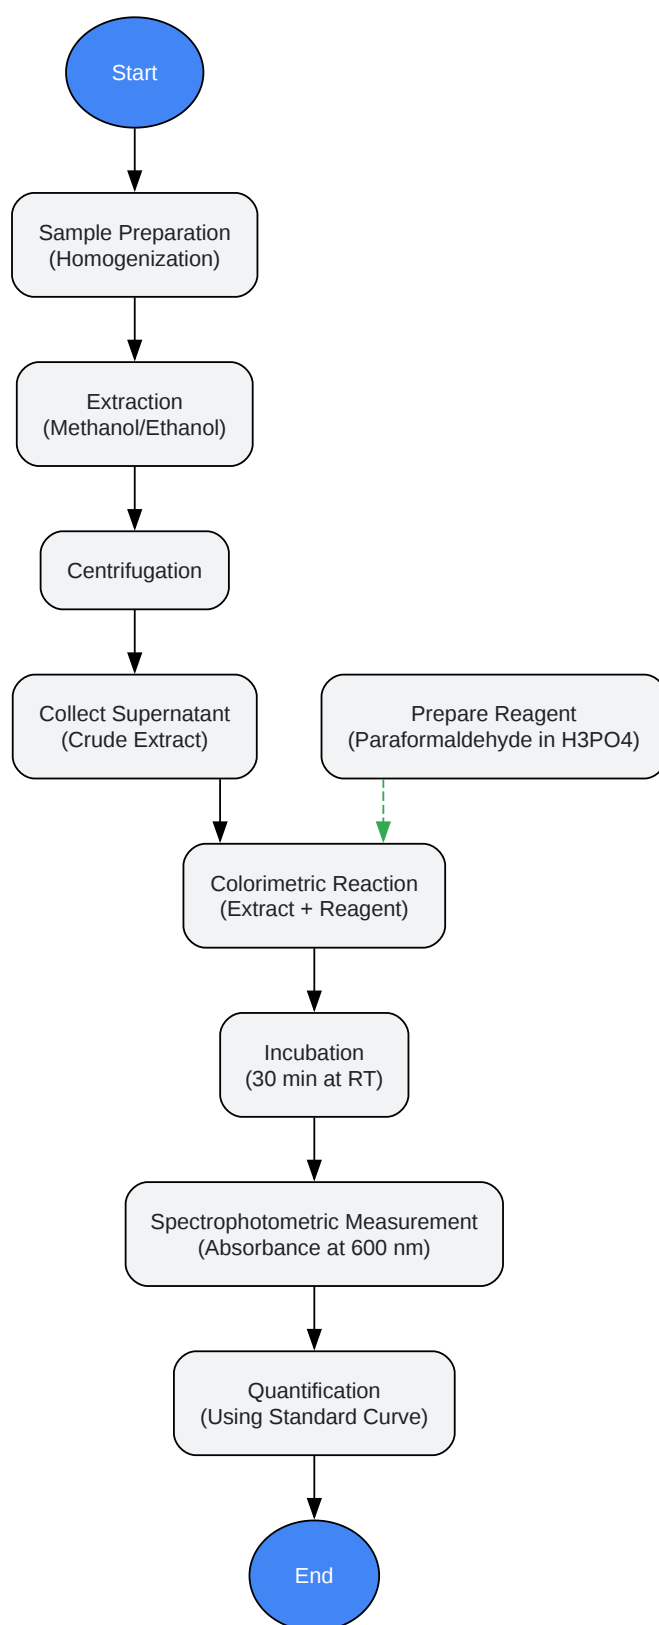 Start
Sample Preparation
(Homogenization)
Extraction
(Methanol/Ethanol)
Centrifugation
Collect Supernatant
(Crude Extract)
Prepare Reagent
(Paraformaldehyde in H3PO4)
Colorimetric Reaction
(Extract + Reagent)
Incubation
(30 min at RT)
Spectrophotometric Measurement
(Absorbance at 600 nm)
Quantification
(Using Standard Curve)
End